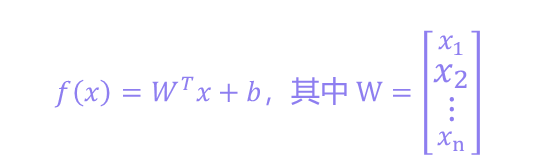 f(x) = W^T x + b，其中 W = [x_1 x_2 ⋮ x_n]